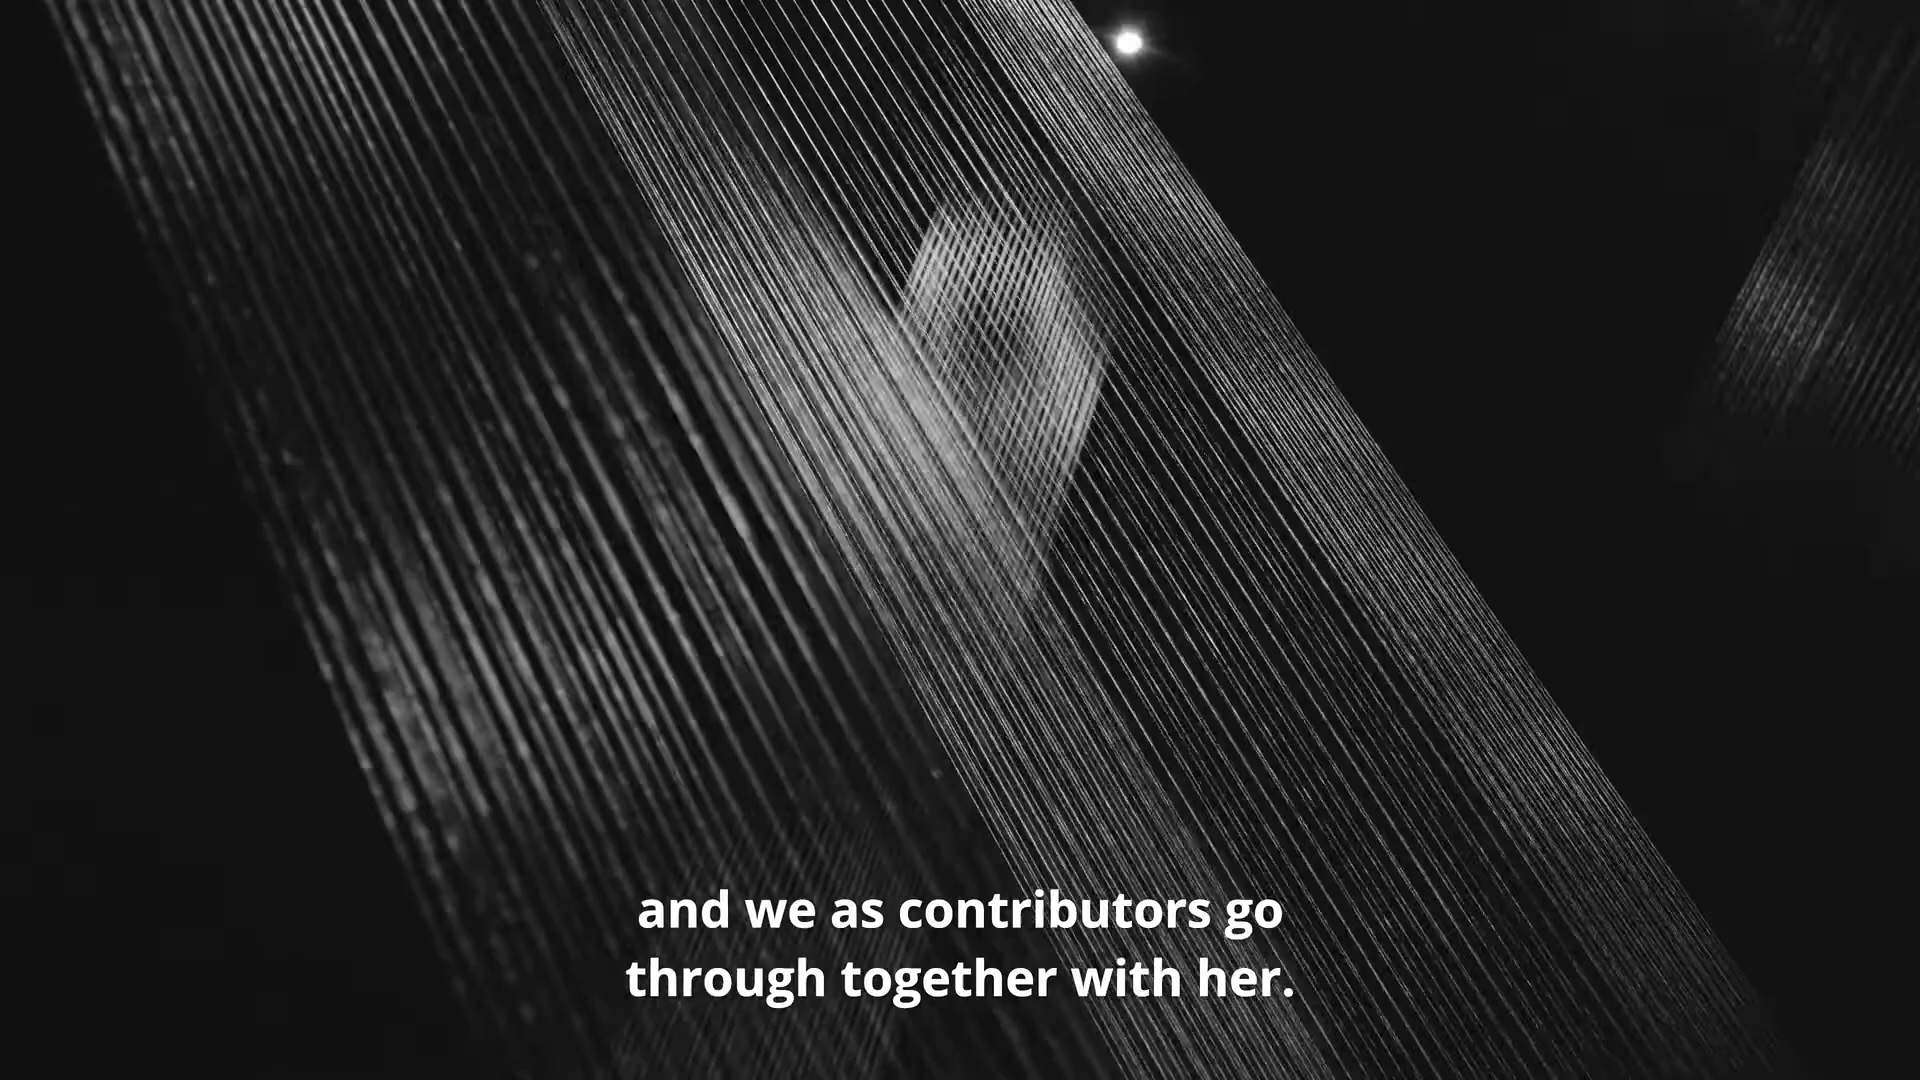 and we as contributors go
through together with her.